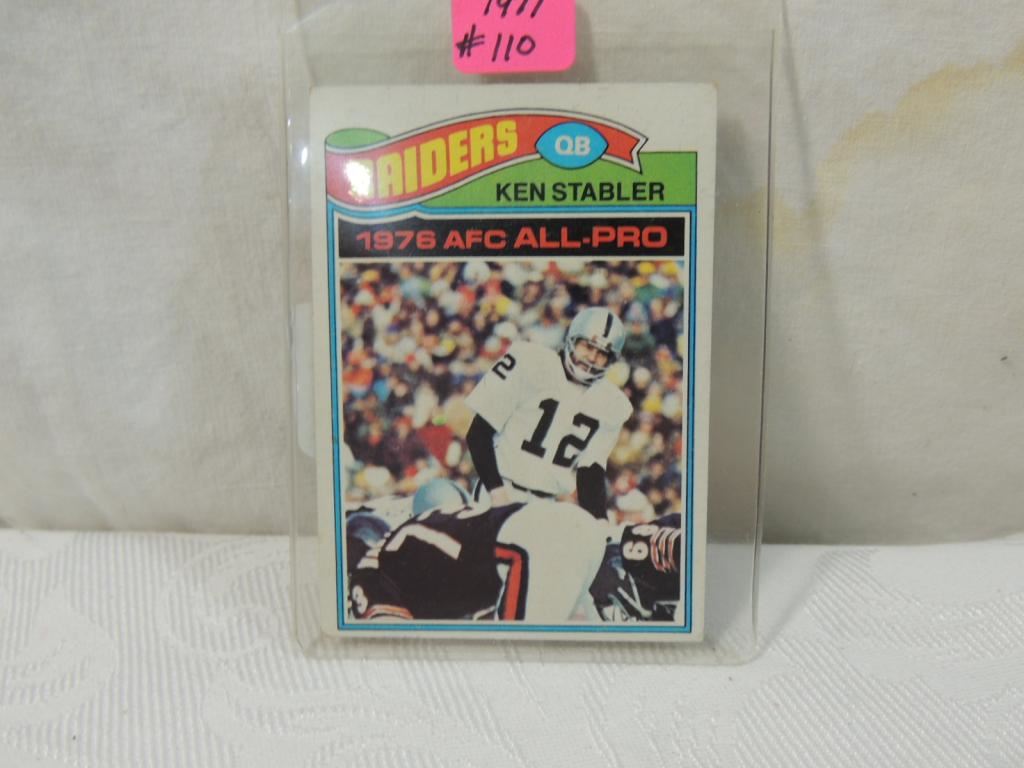 1977
#110
RAIDERS
QB
KEN STABLER
1976 AFC ALL-PRO
12
12